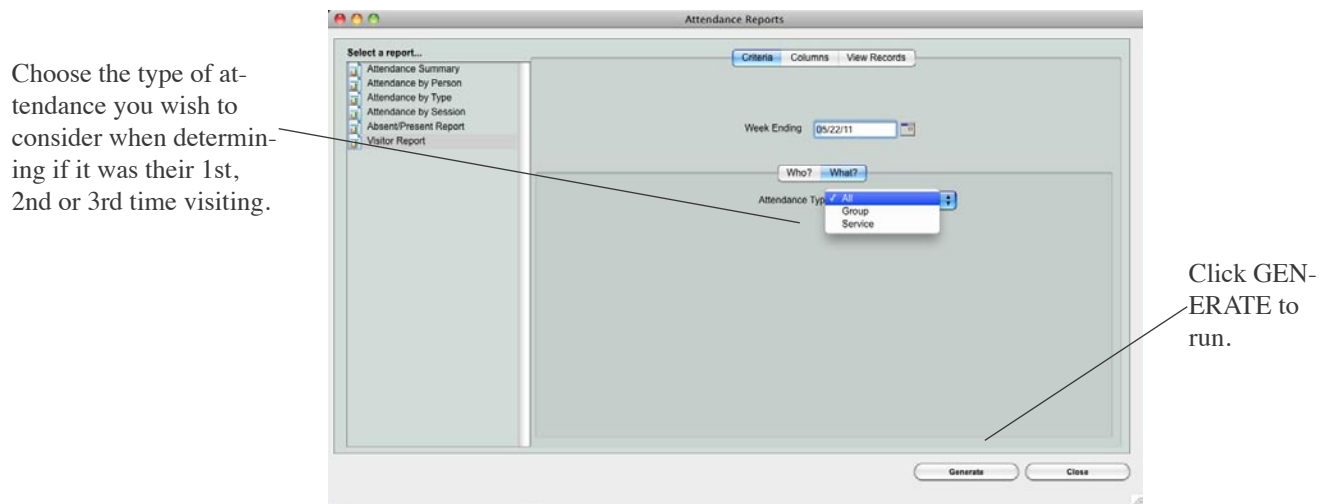 Attendance Reports
Choose the type of at-
tendance you wish to
consider when determin-
ing if it was their 1st,
2nd or 3rd time visiting.
Select a report...
Attendance Summary
Attendance by Person
Attendance by Type
Attendance by Session
Absent/Present Report
Visitor Report
Criteria Columns View Records
Week Ending 05/22/11
Who? What?
Attendance Typ ✓ All
Group
Service
Click GEN-
ERATE to
run.
Generate Close